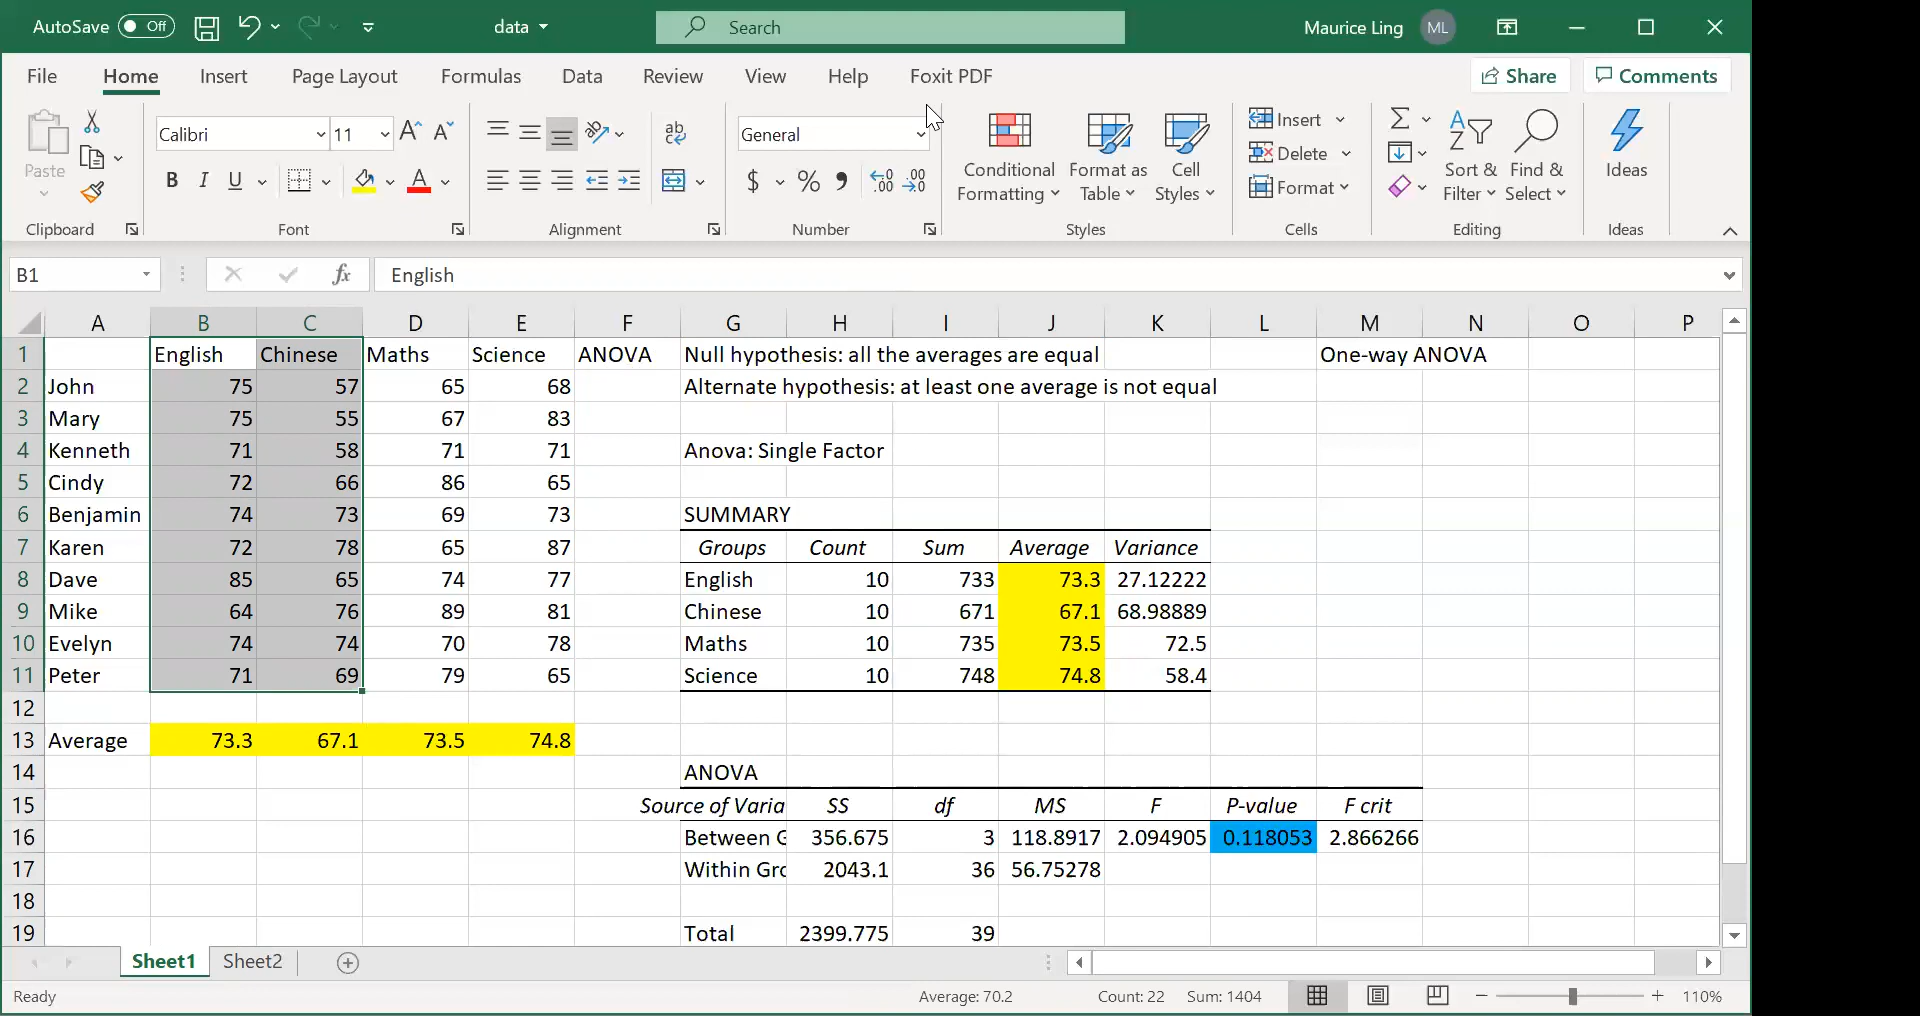 AutoSave Off data Search Maurice Ling ML
File Home Insert Page Layout Formulas Data Review View Help Foxit PDF Share Comments
Paste Calibri 11 General Conditional Formatting Format as Table Cell Styles Insert Delete Format Sort & Filter Find & Select Ideas
Clipboard Font Alignment Number Styles Cells Editing Ideas
B1 fx English
A B C D E F G H I J K L M N O P
1 English Chinese Maths Science ANOVA Null hypothesis: all the averages are equal One-way ANOVA
2 John 75 57 65 68 Alternate hypothesis: at least one average is not equal
3 Mary 75 55 67 83
4 Kenneth 71 58 71 71 Anova: Single Factor
5 Cindy 72 66 86 65
6 Benjamin 74 73 69 73 SUMMARY
7 Karen 72 78 65 87 Groups Count Sum Average Variance
8 Dave 85 65 74 77 English 10 733 73.3 27.12222
9 Mike 64 76 89 81 Chinese 10 671 67.1 68.98889
10 Evelyn 74 74 70 78 Maths 10 735 73.5 72.5
11 Peter 71 69 79 65 Science 10 748 74.8 58.4
12
13 Average 73.3 67.1 73.5 74.8
14 ANOVA
15 Source of Varia SS df MS F P-value F crit
16 Between G 356.675 3 118.8917 2.094905 0.118053 2.866266
17 Within Gro 2043.1 36 56.75278
18
19 Total 2399.775 39
Sheet1 Sheet2
Ready Average: 70.2 Count: 22 Sum: 1404 110%